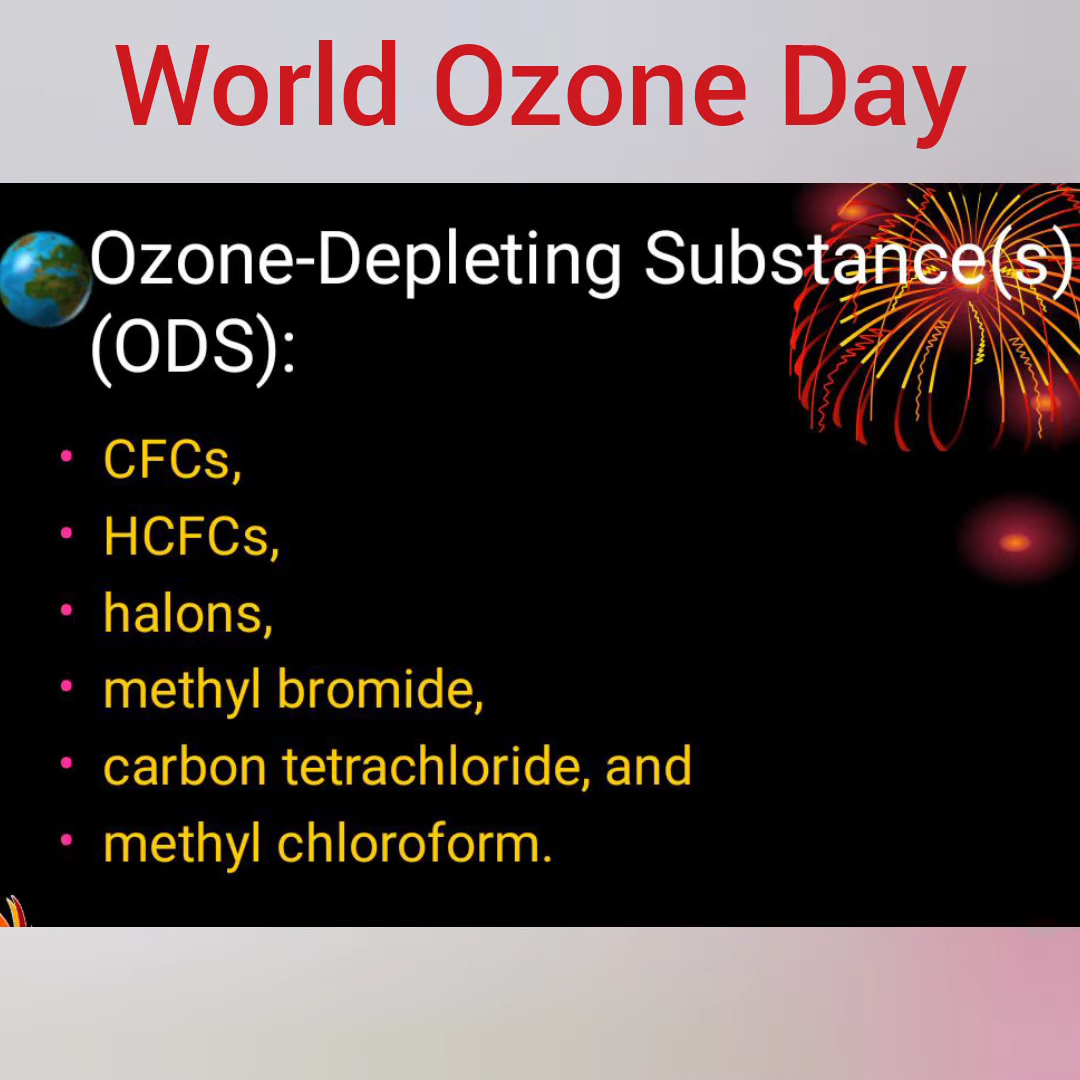 World Ozone Day
Ozone-Depleting Substance(s)
(ODS):
• CFCs,
• HCFCs,
• halons,
• methyl bromide,
• carbon tetrachloride, and
• methyl chloroform.